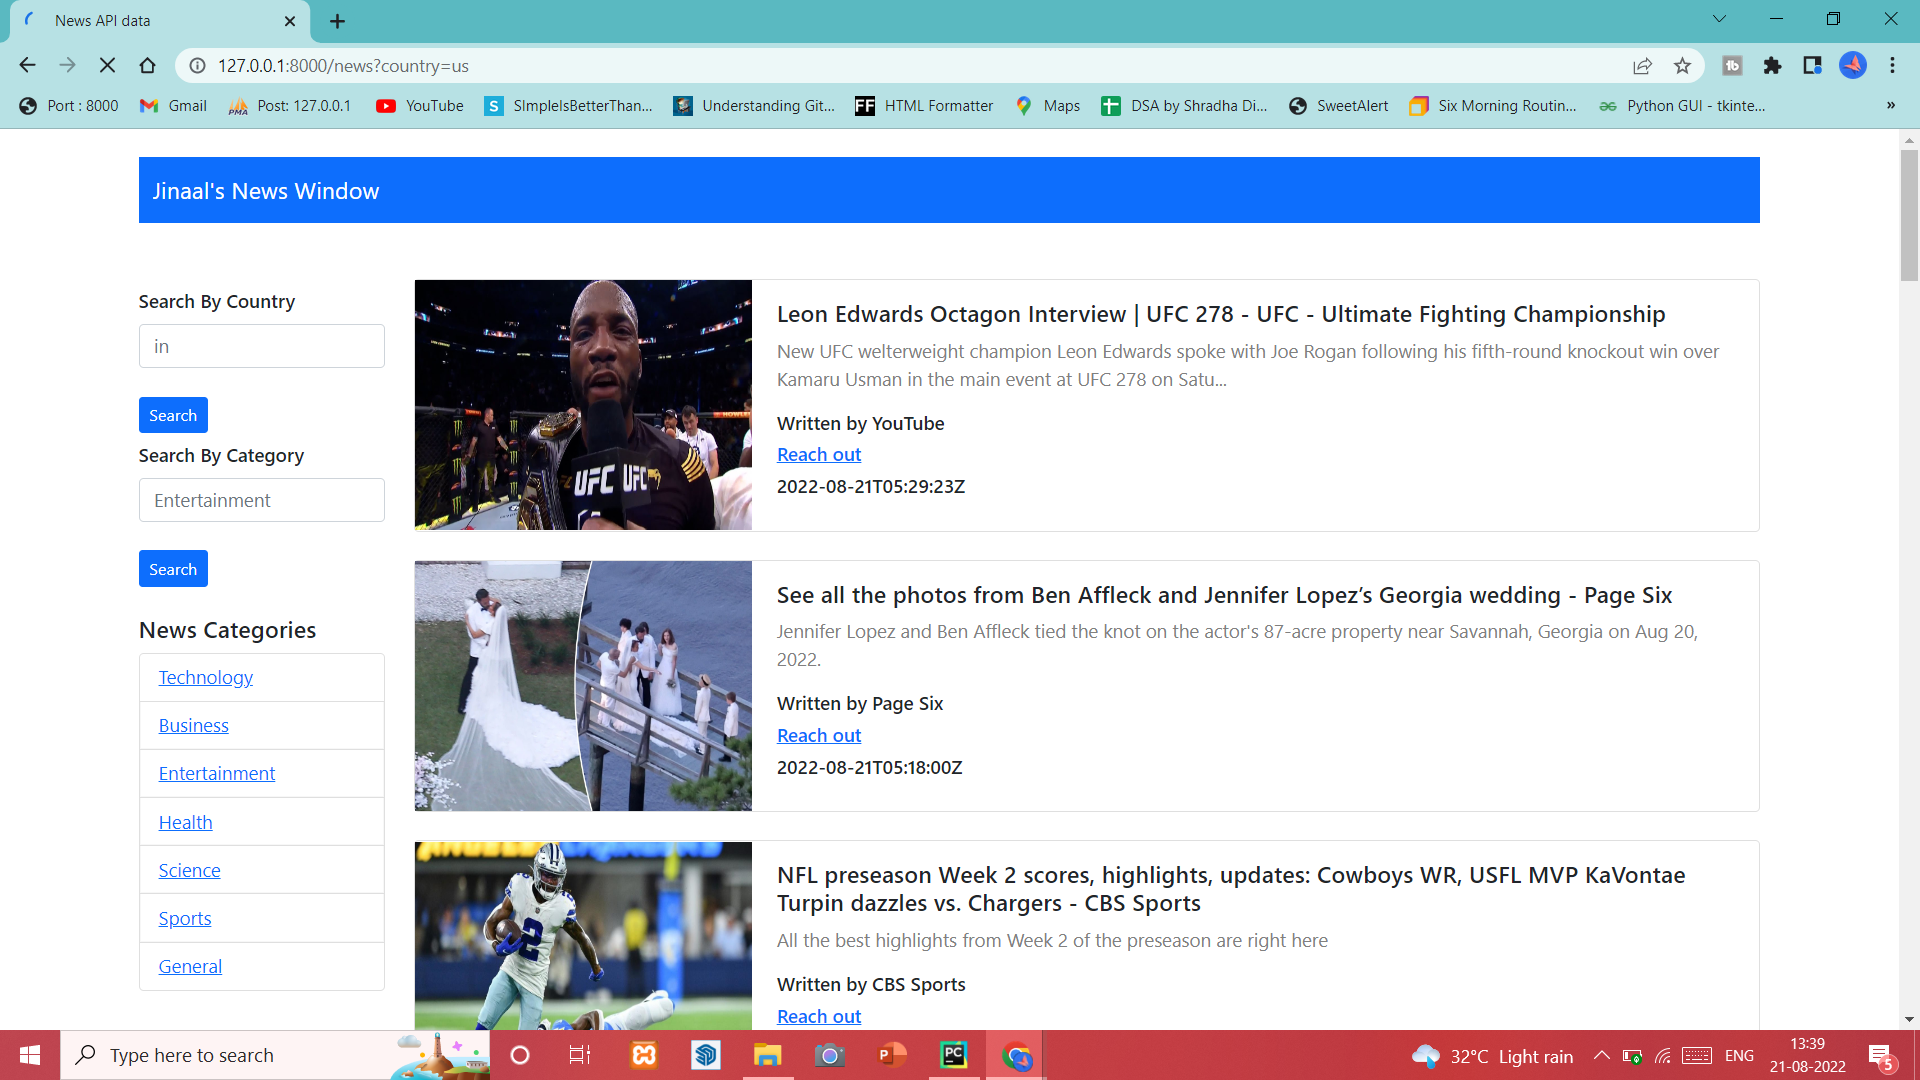 News API data
127.0.0.1:8000/news?country=us
Port : 8000
Gmail
PMA
Post: 127.0.0.1
YouTube
S
SImpleIsBetterThan...
Understanding Git...
FF
HTML Formatter
Maps
DSA by Shradha Di...
SweetAlert
Six Morning Routin...
Python GUI - tkinte...
»
Jinaal's News Window
Search By Country
in
Search
Search By Category
Entertainment
Search
News Categories
Technology
Business
Entertainment
Health
Science
Sports
General
UFC UFC
Leon Edwards Octagon Interview | UFC 278 - UFC - Ultimate Fighting Championship
New UFC welterweight champion Leon Edwards spoke with Joe Rogan following his fifth-round knockout win over
Kamaru Usman in the main event at UFC 278 on Satu...
Written by YouTube
Reach out
2022-08-21T05:29:23Z
See all the photos from Ben Affleck and Jennifer Lopez’s Georgia wedding - Page Six
Jennifer Lopez and Ben Affleck tied the knot on the actor's 87-acre property near Savannah, Georgia on Aug 20,
2022.
Written by Page Six
Reach out
2022-08-21T05:18:00Z
2
NFL preseason Week 2 scores, highlights, updates: Cowboys WR, USFL MVP KaVontae
Turpin dazzles vs. Chargers - CBS Sports
All the best highlights from Week 2 of the preseason are right here
Written by CBS Sports
Reach out
Type here to search
P
PC
32°C Light rain
ENG
13:39
21-08-2022
5